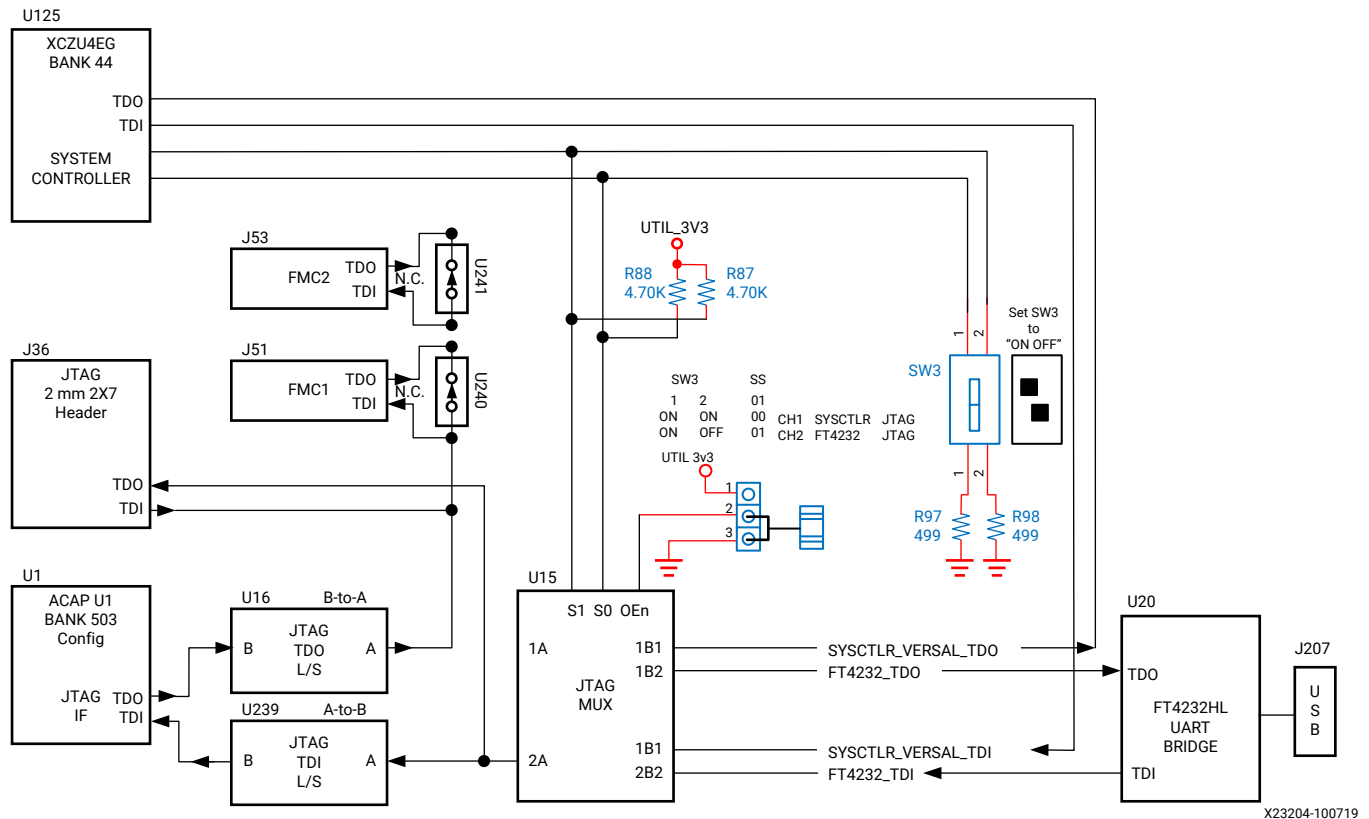 U125
XCZU4EG
BANK 44
TDO
TDI
SYSTEM
CONTROLLER
J53
FMC2
TDO
TDI
N.C.
U241
J51
FMC1
TDO
TDI
N.C.
U240
J36
JTAG
2 mm 2X7
Header
TDO
TDI
U1
ACAP U1
BANK 503
Config
JTAG
IF
TDO
TDI
U16
B-to-A
B
JTAG
TDO
L/S
A
U239
A-to-B
B
JTAG
TDI
L/S
A
UTIL_3V3
R88
4.70K
R87
4.70K
SW3 SS
1 2 01
ON ON 00 CH1 SYSCTLR JTAG
ON OFF 01 CH2 FT4232 JTAG
UTIL 3v3
1
2
3
1
2
SW3
Set SW3
to
"ON OFF"
1
2
R97
499
R98
499
U15
S1 S0 OEn
1A
2A
JTAG
MUX
1B1
1B2
1B1
2B2
SYSCTLR_VERSAL_TDO
FT4232_TDO
SYSCTLR_VERSAL_TDI
FT4232_TDI
U20
TDO
FT4232HL
UART
BRIDGE
TDI
J207
U
S
B
X23204-100719